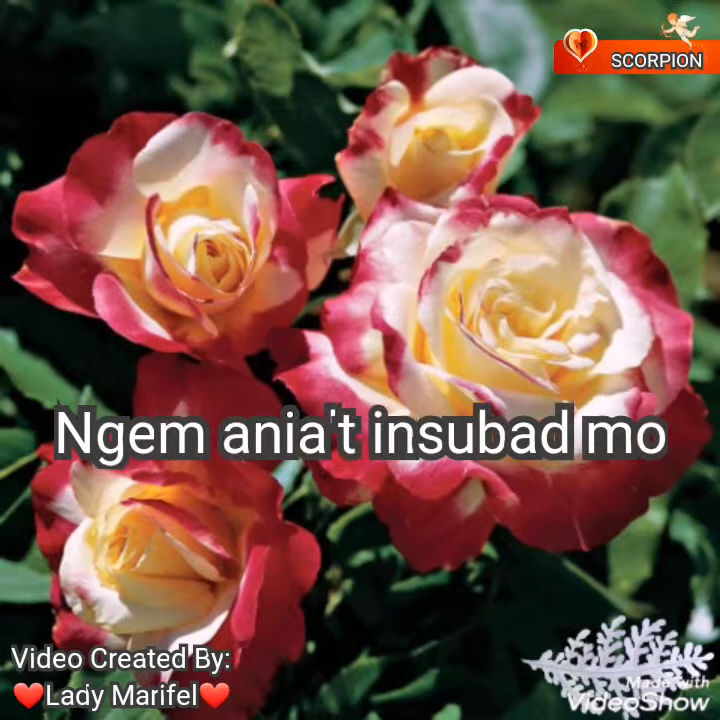 SCORPION
Ngem ania't insubad mo
Video Created By:
❤️Lady Marifel❤️
Made with
VideoShow